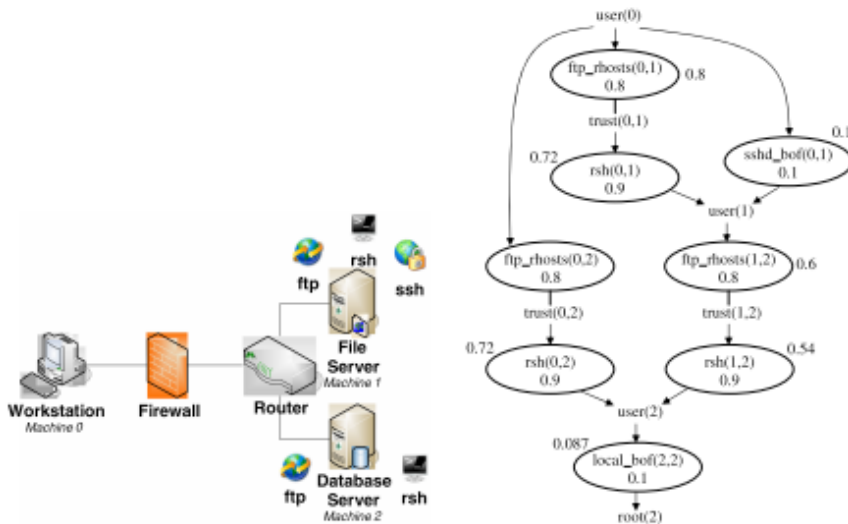 rsh
ftp
ssh
File
Server
Machine 1
Workstation
Machine 0
Firewall
Router
ftp
Database
Server
Machine 2
rsh
user(0)
ftp_rhosts(0,1)
0.8
0.8
trust(0,1)
0.72
rsh(0,1)
0.9
0.1
sshd_bof(0,1)
0.1
user(1)
ftp_rhosts(0,2)
0.8
ftp_rhosts(1,2)
0.8
0.6
trust(0,2)
trust(1,2)
0.72
rsh(0,2)
0.9
rsh(1,2)
0.9
0.54
user(2)
0.087
local_bof(2,2)
0.1
root(2)